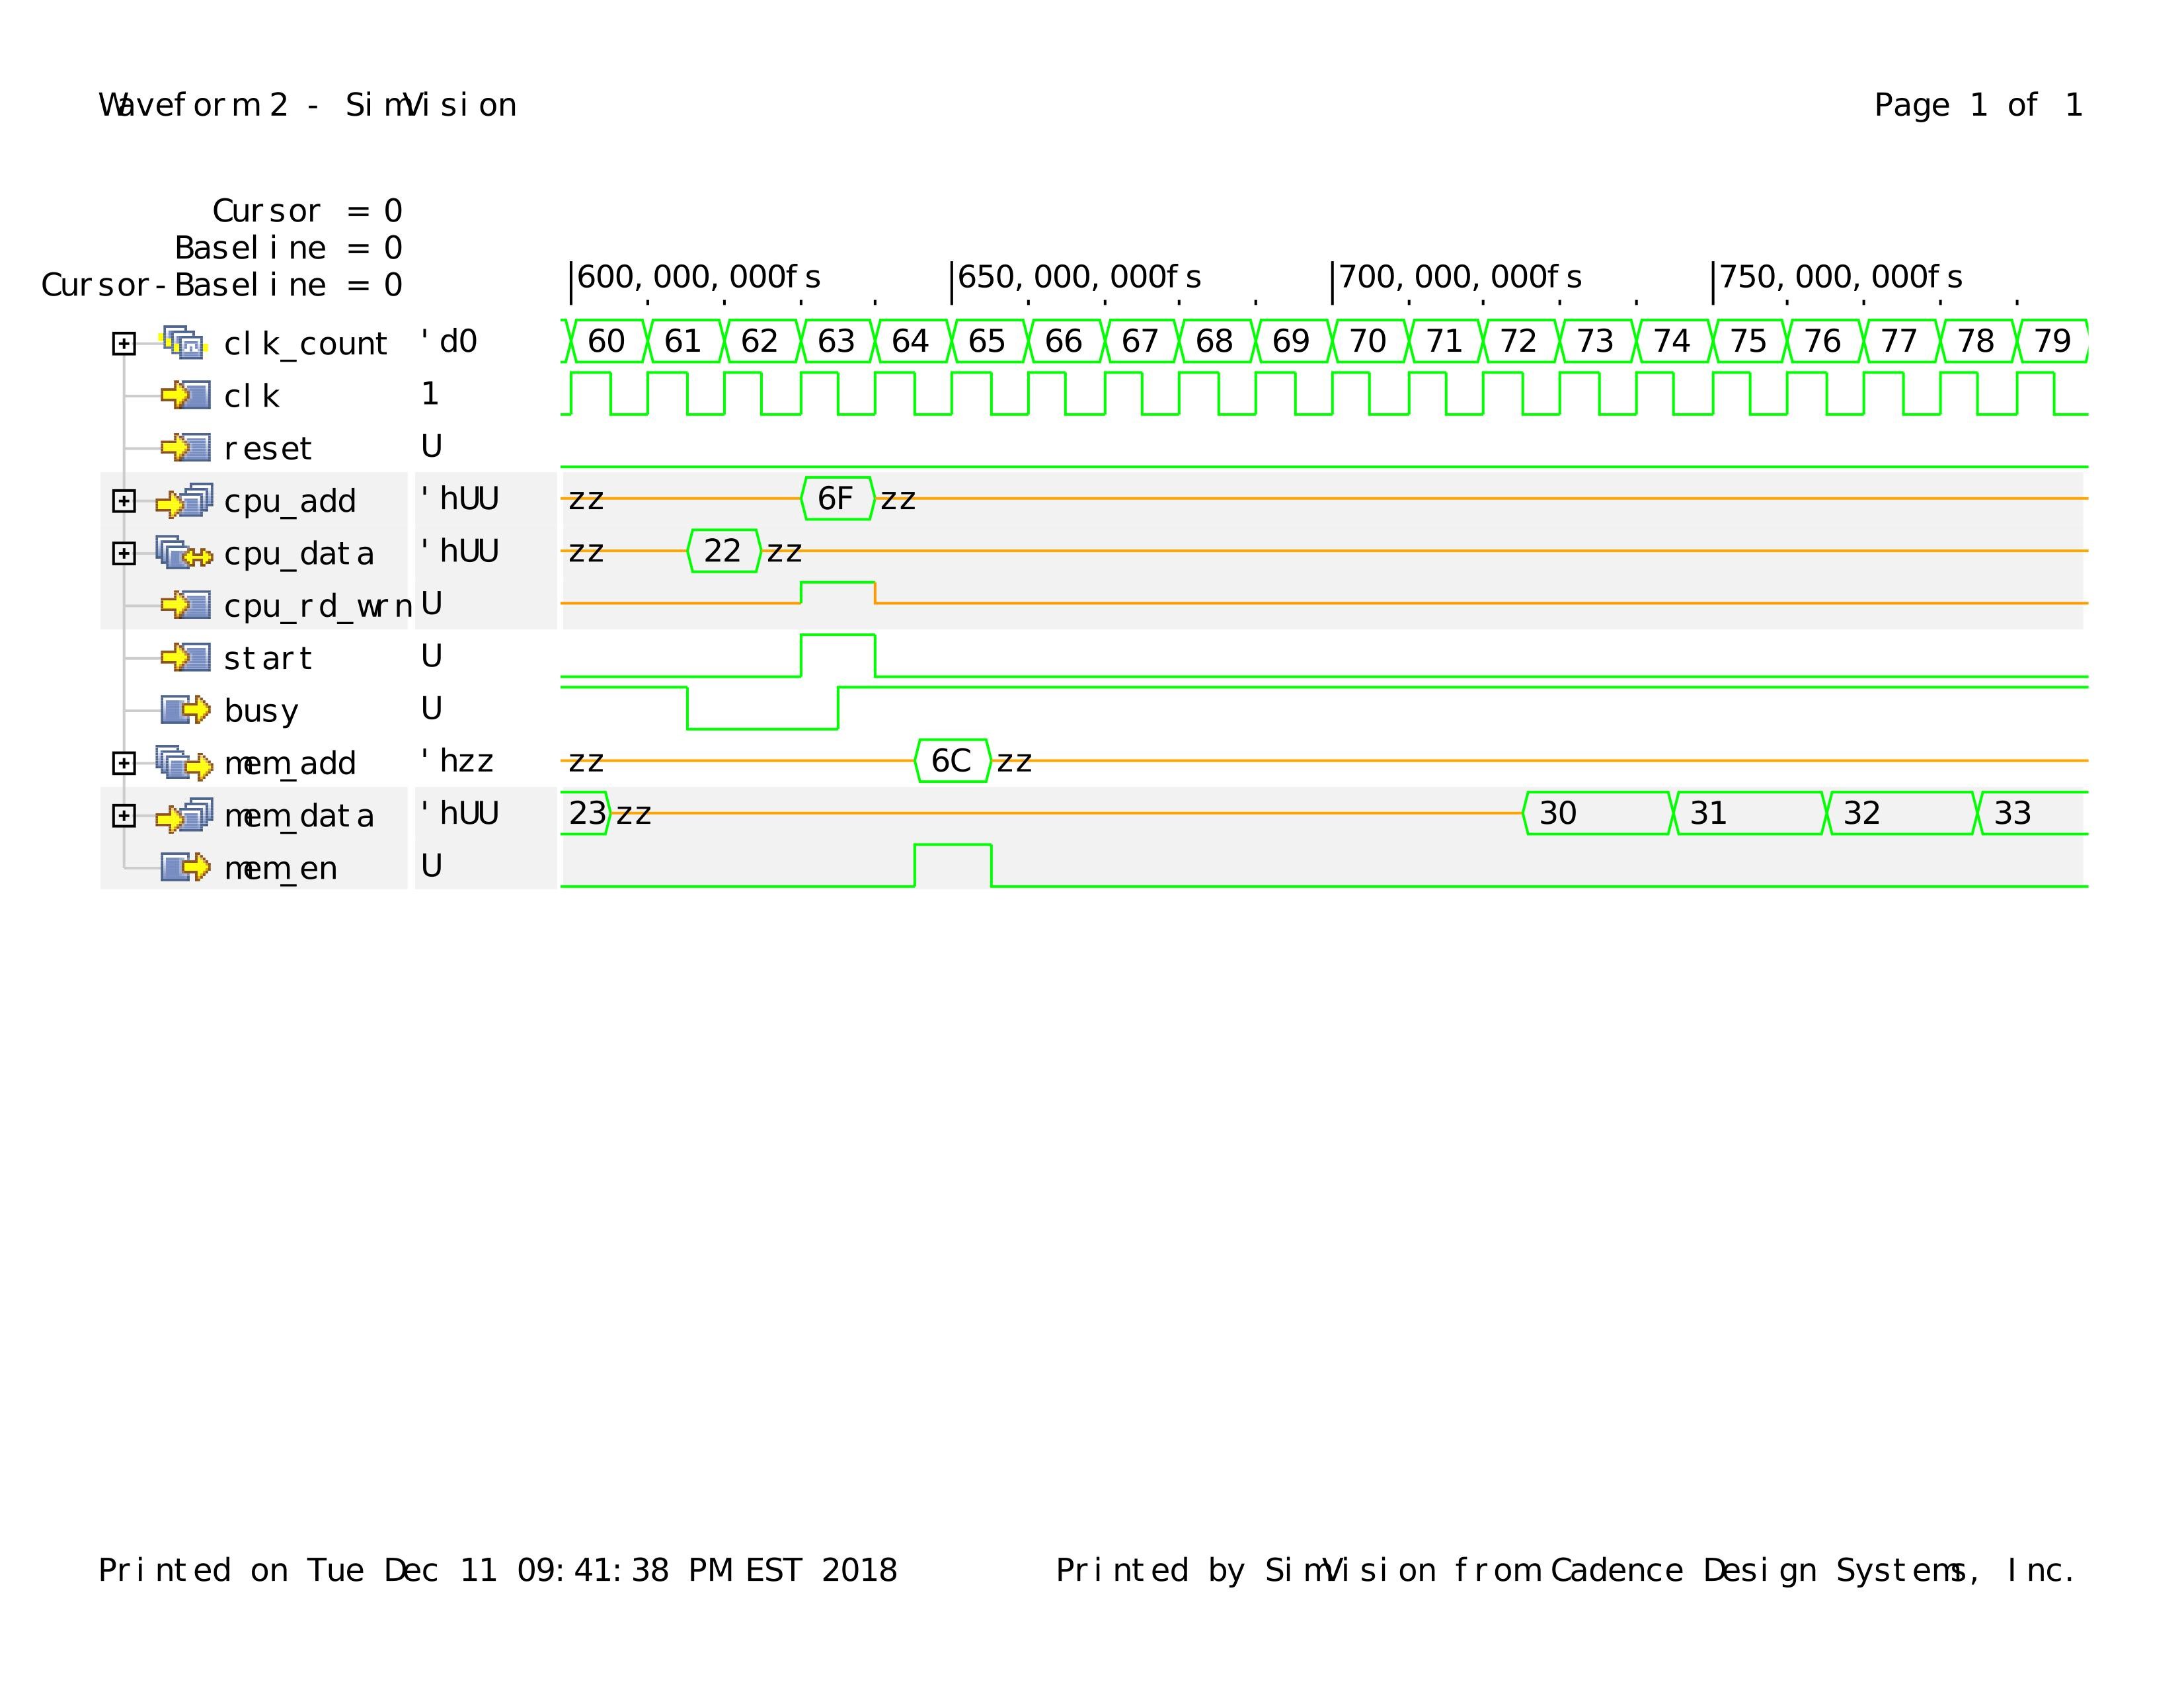 Waveform2 - SimVision
Page 1 of 1
Cursor = 0
Baseline = 0
Cursor-Baseline = 0
600,000,000fs 650,000,000fs 700,000,000fs 750,000,000fs
clk_count 'd0 60 61 62 63 64 65 66 67 68 69 70 71 72 73 74 75 76 77 78 79
clk 1
reset U
cpu_add 'hUU zz 6F zz
cpu_data 'hUU zz 22 zz
cpu_rd_wrn U
start U
busy U
mem_add 'hzz zz 6C zz
mem_data 'hUU 23 zz 30 31 32 33
mem_en U
Printed on Tue Dec 11 09:41:38 PM EST 2018
Printed by SimVision from Cadence Design Systems, Inc.